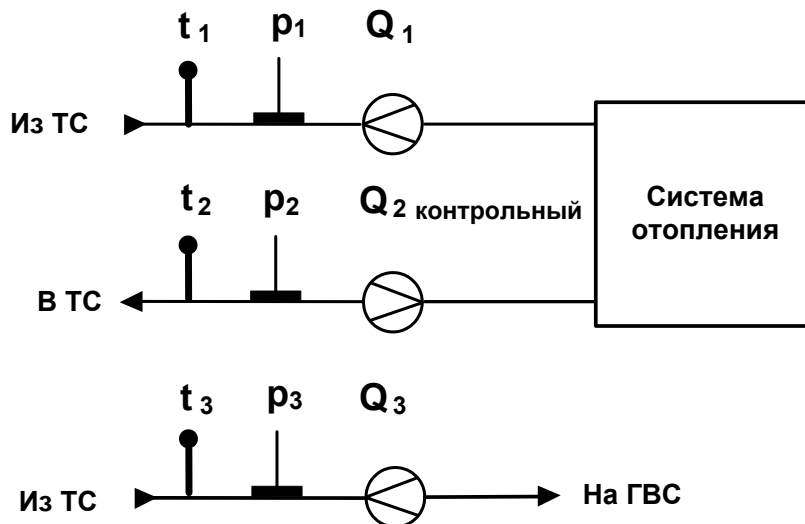 t 1 p1 Q 1
Из ТС
Система
отопления
t 2 p2 Q 2 контрольный
В ТС
t 3 p3 Q 3
Из ТС
На ГВС